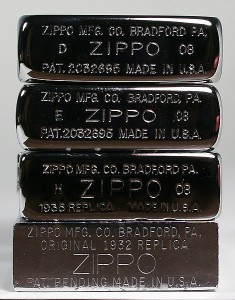 ZIPPO MFG. CO. BRADFORD PA.
D ZIPPO 08
PAT.2032695 MADE IN U.S.A.
ZIPPO MFG. CO. BRADFORD, PA.
E ZIPPO 08
PAT.2032695 MADE IN U.S.A.
ZIPPO MFG. CO. BRADFORD PA.
H ZIPPO 08
1935 REPLICA MADE IN U.S.A.
ZIPPO MFG. CO. BRADFORD, PA.
ORIGINAL 1932 REPLICA
ZIPPO
PAT. PENDING MADE IN U.S.A.